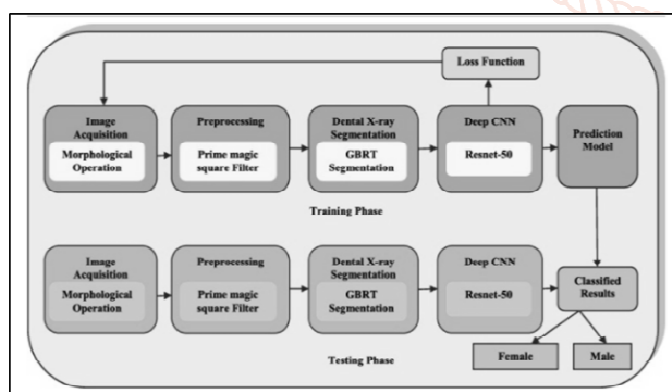 Loss Function
Image
Acquisition
Morphological
Operation
Preprocessing
Prime magic
square Filter
Dental X-ray
Segmentation
GBRT
Segmentation
Deep CNN
Resnet-50
Prediction
Model
Training Phase
Image
Acquisition
Morphological
Operation
Preprocessing
Prime magic
square Filter
Dental X-ray
Segmentation
GBRT
Segmentation
Deep CNN
Resnet-50
Classified
Results
Female
Male
Testing Phase